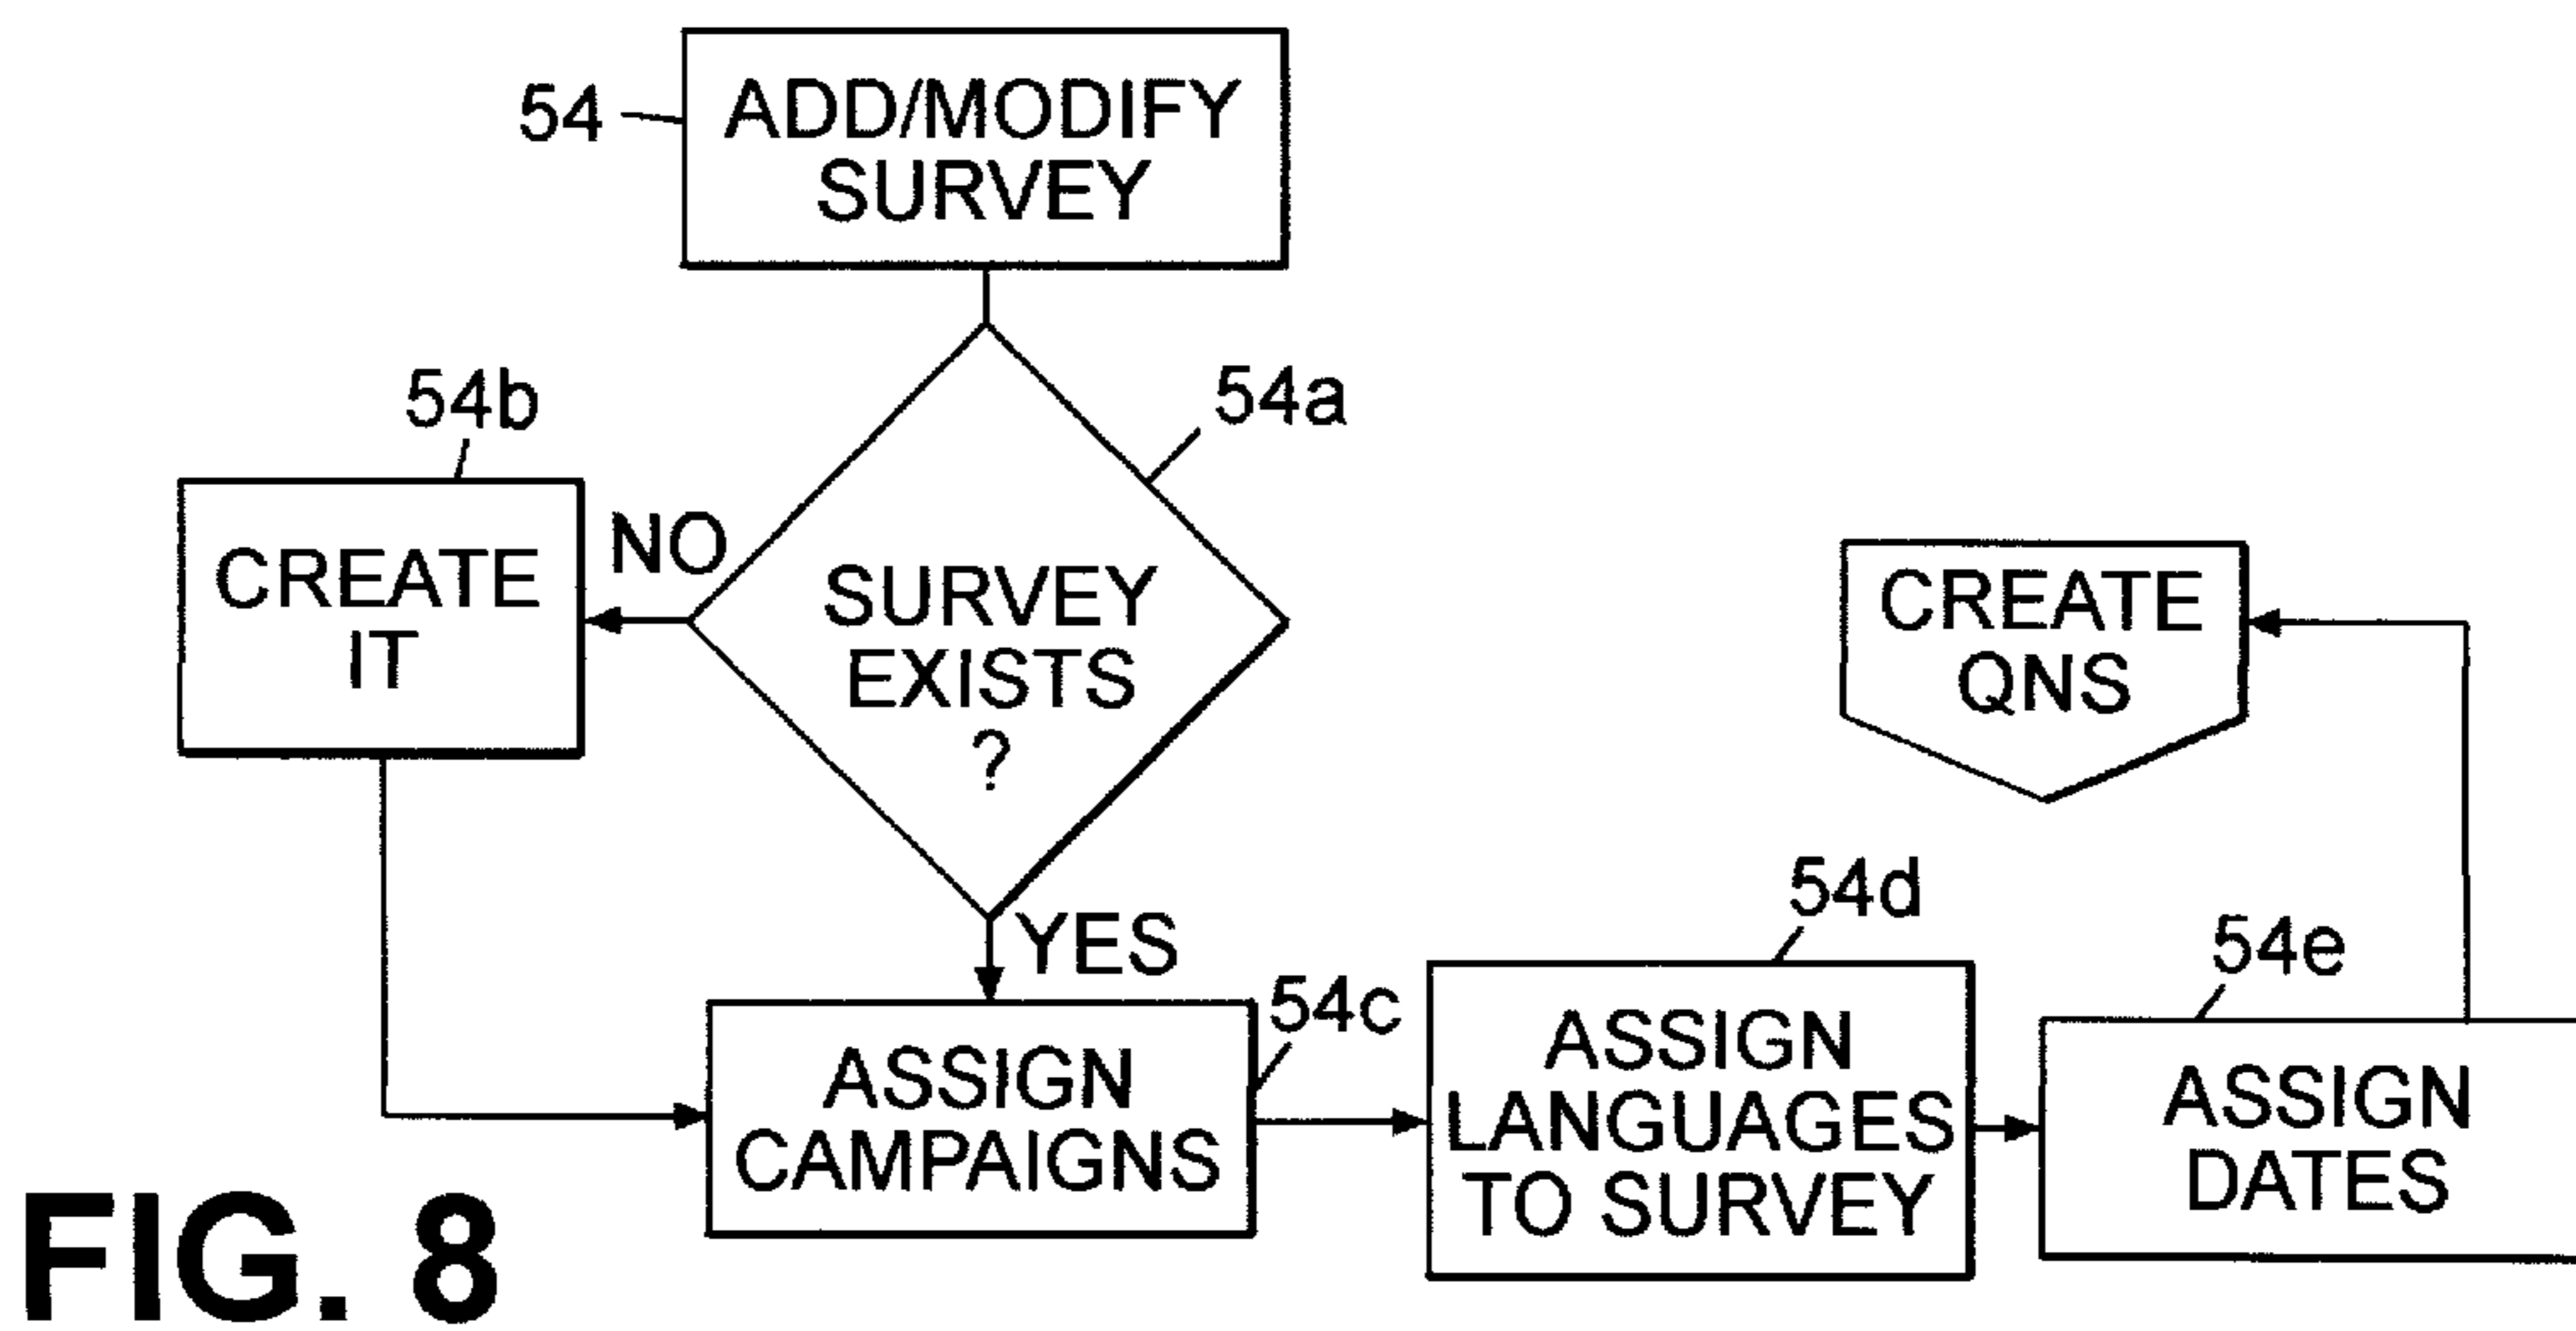 54
ADD/MODIFY
SURVEY
54a
54b
NO
CREATE
IT
SURVEY
EXISTS
?
YES
CREATE
QNS
54c
ASSIGN
CAMPAIGNS
54d
ASSIGN
LANGUAGES
TO SURVEY
54e
ASSIGN
DATES
FIG. 8